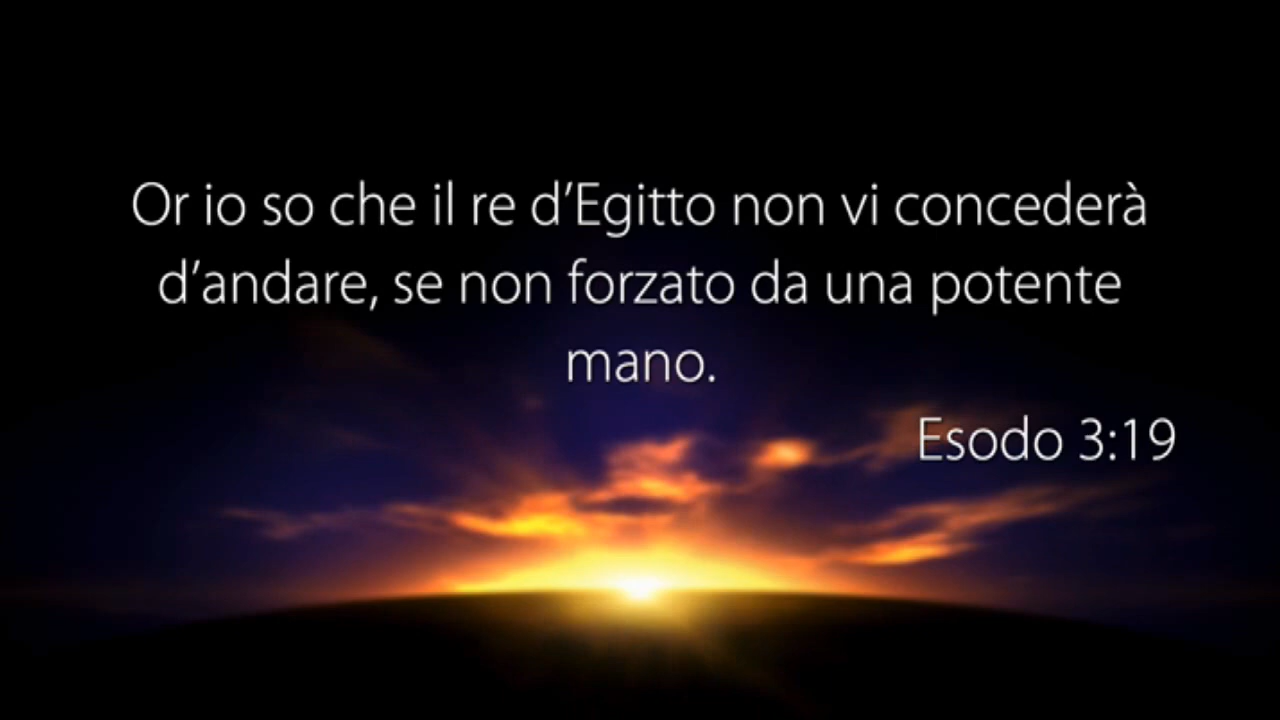 Or io so che il re d’Egitto non vi concederà
d’andare, se non forzato da una potente
mano.
Esodo 3:19